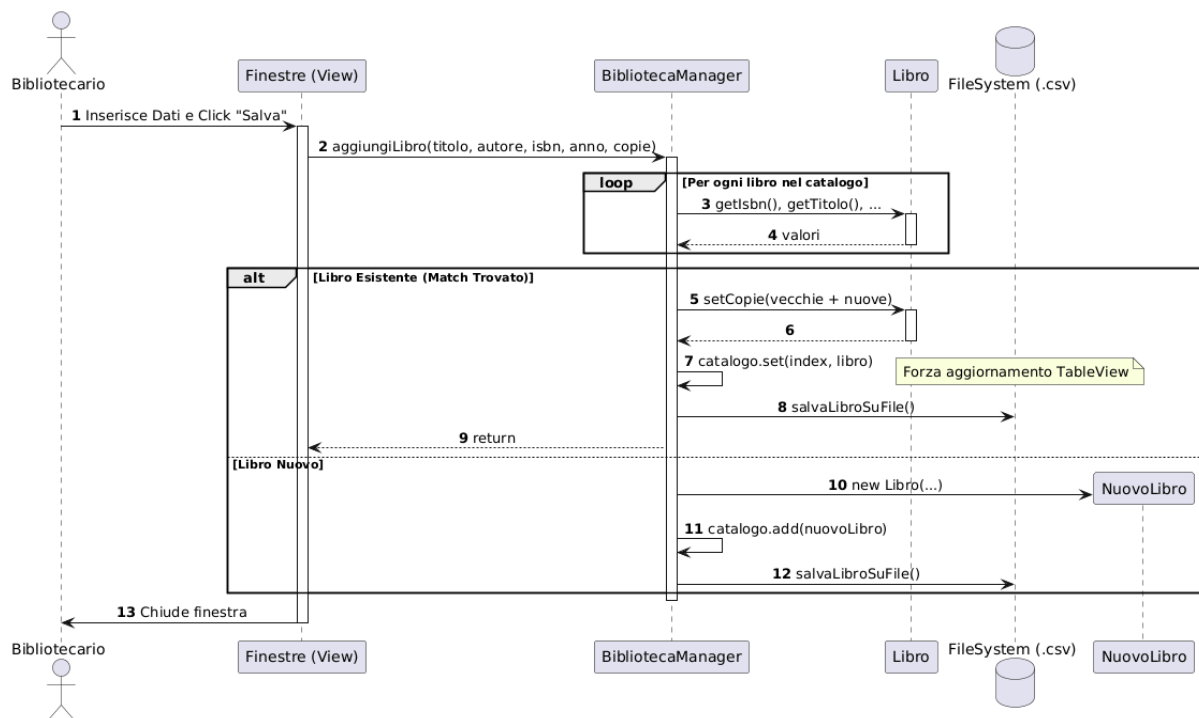 Bibliotecario
Finestre (View)
BibliotecaManager
Libro
FileSystem (.csv)
1 Inserisce Dati e Click "Salva"
2 aggiungiLibro(titolo, autore, isbn, anno, copie)
loop [Per ogni libro nel catalogo]
3 getIsbn(), getTitolo(), ...
4 valori
alt [Libro Esistente (Match Trovato)]
5 setCopie(vecchie + nuove)
6
7 catalogo.set(index, libro)
Forza aggiornamento TableView
8 salvaLibroSuFile()
9 return
[Libro Nuovo]
10 new Libro(...)
NuovoLibro
11 catalogo.add(nuovoLibro)
12 salvaLibroSuFile()
13 Chiude finestra
Bibliotecario
Finestre (View)
BibliotecaManager
Libro
FileSystem (.csv)
NuovoLibro